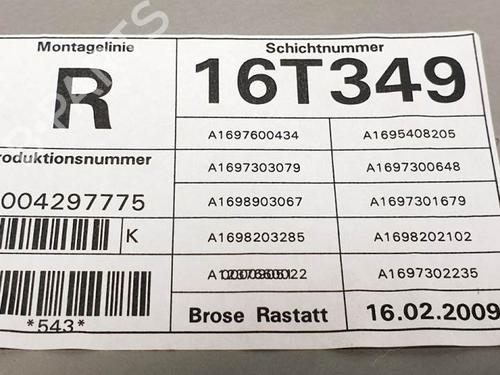 Montagelinie
Schichtnummer
R
16T349
A1697600434
A1695408205
roduktionsnummer
A1697303079
A1697300648
004297775
A1698903067
A1697301679
K
A1698203285
A1698202102
A1697302235
*543*
Brose Rastatt
16.02.2009